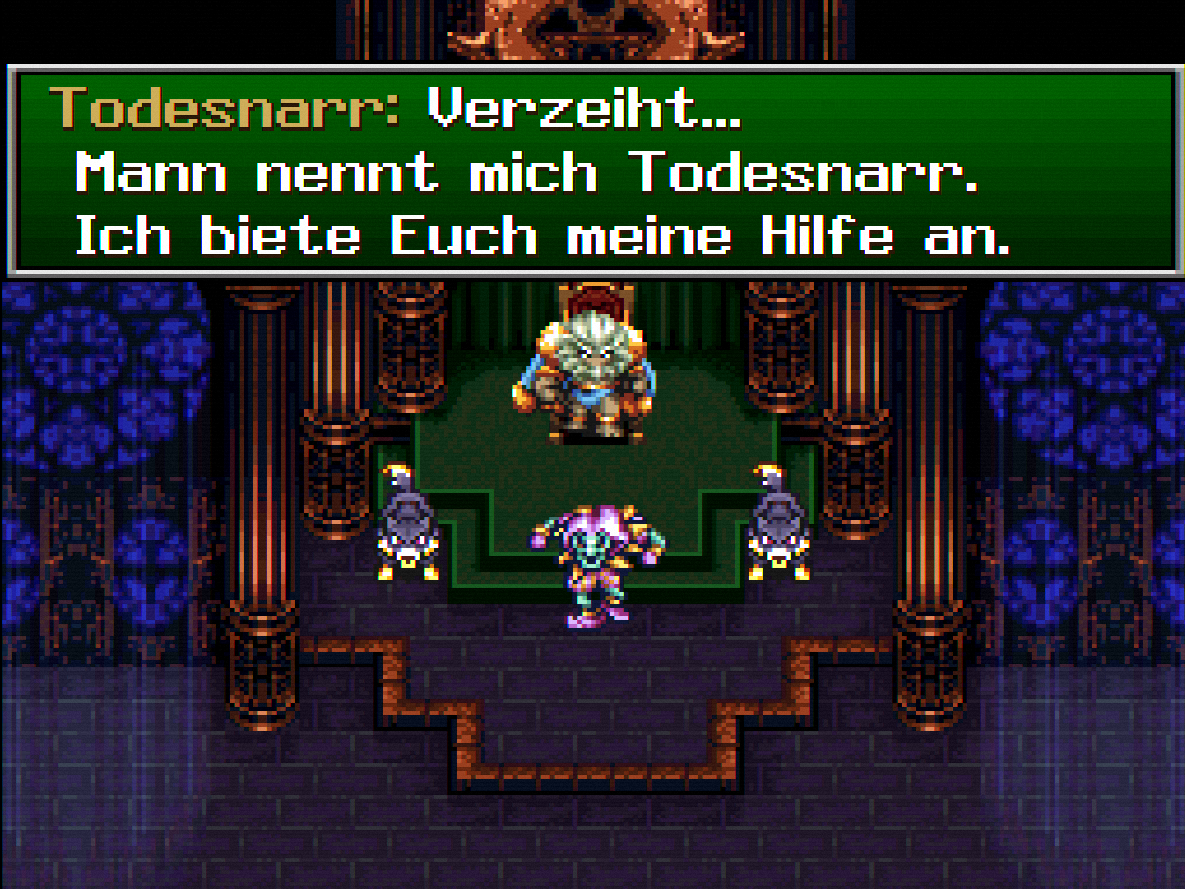 Todesnarr: Verzeiht...
Mann nennt mich Todesnarr.
Ich biete Euch meine Hilfe an.